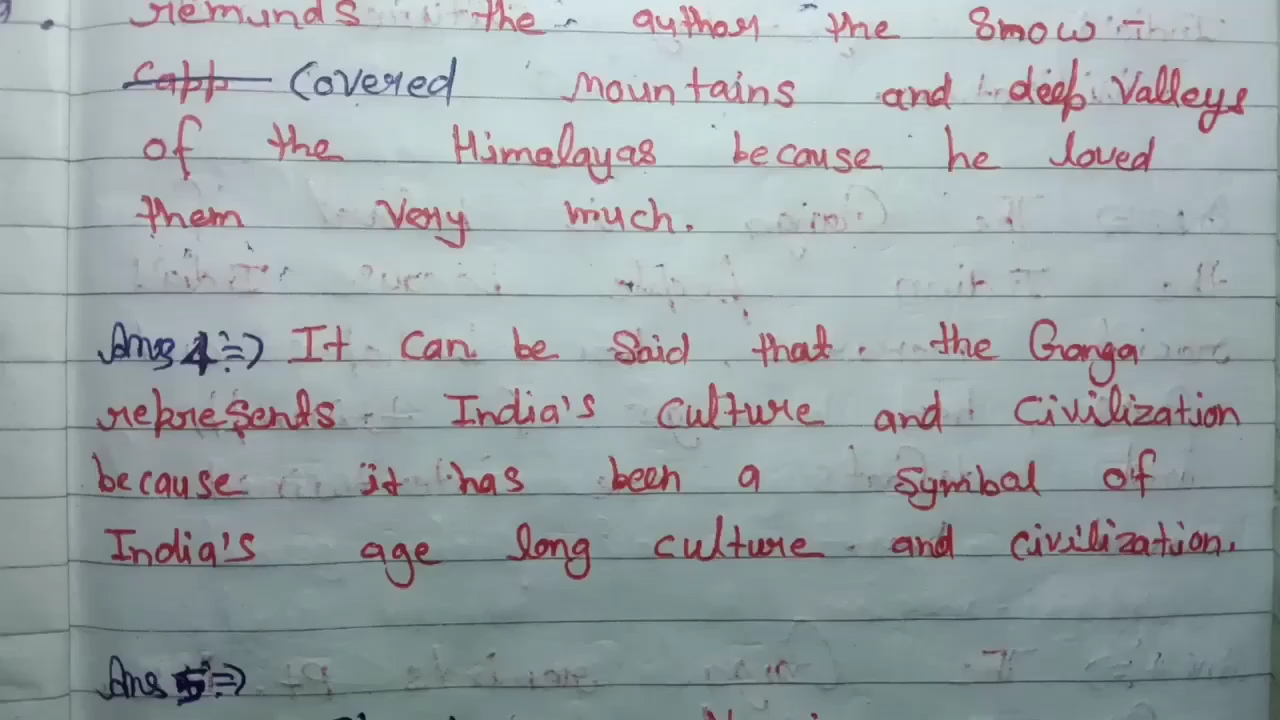 reminds the author the snow-
capp covered mountains and deep valleys
of the Himalayas because he loved
them very much.
Ans 4⇒ It can be said that the Ganga
represents India's culture and civilization
because it has been a symbal of
India's age long culture and civilization.
Ans 5⇒